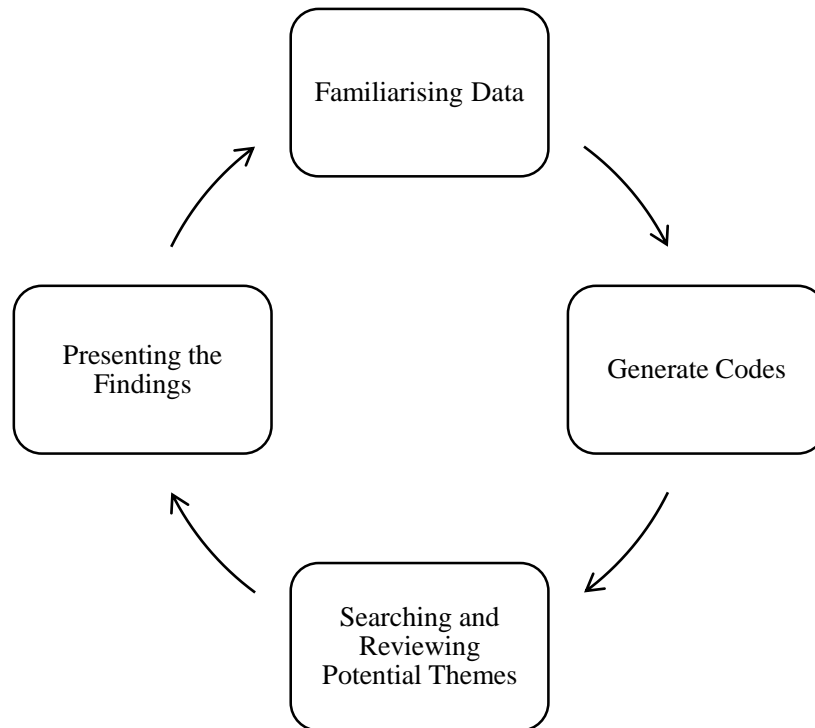 Familiarising Data
Generate Codes
Searching and
Reviewing
Potential Themes
Presenting the
Findings